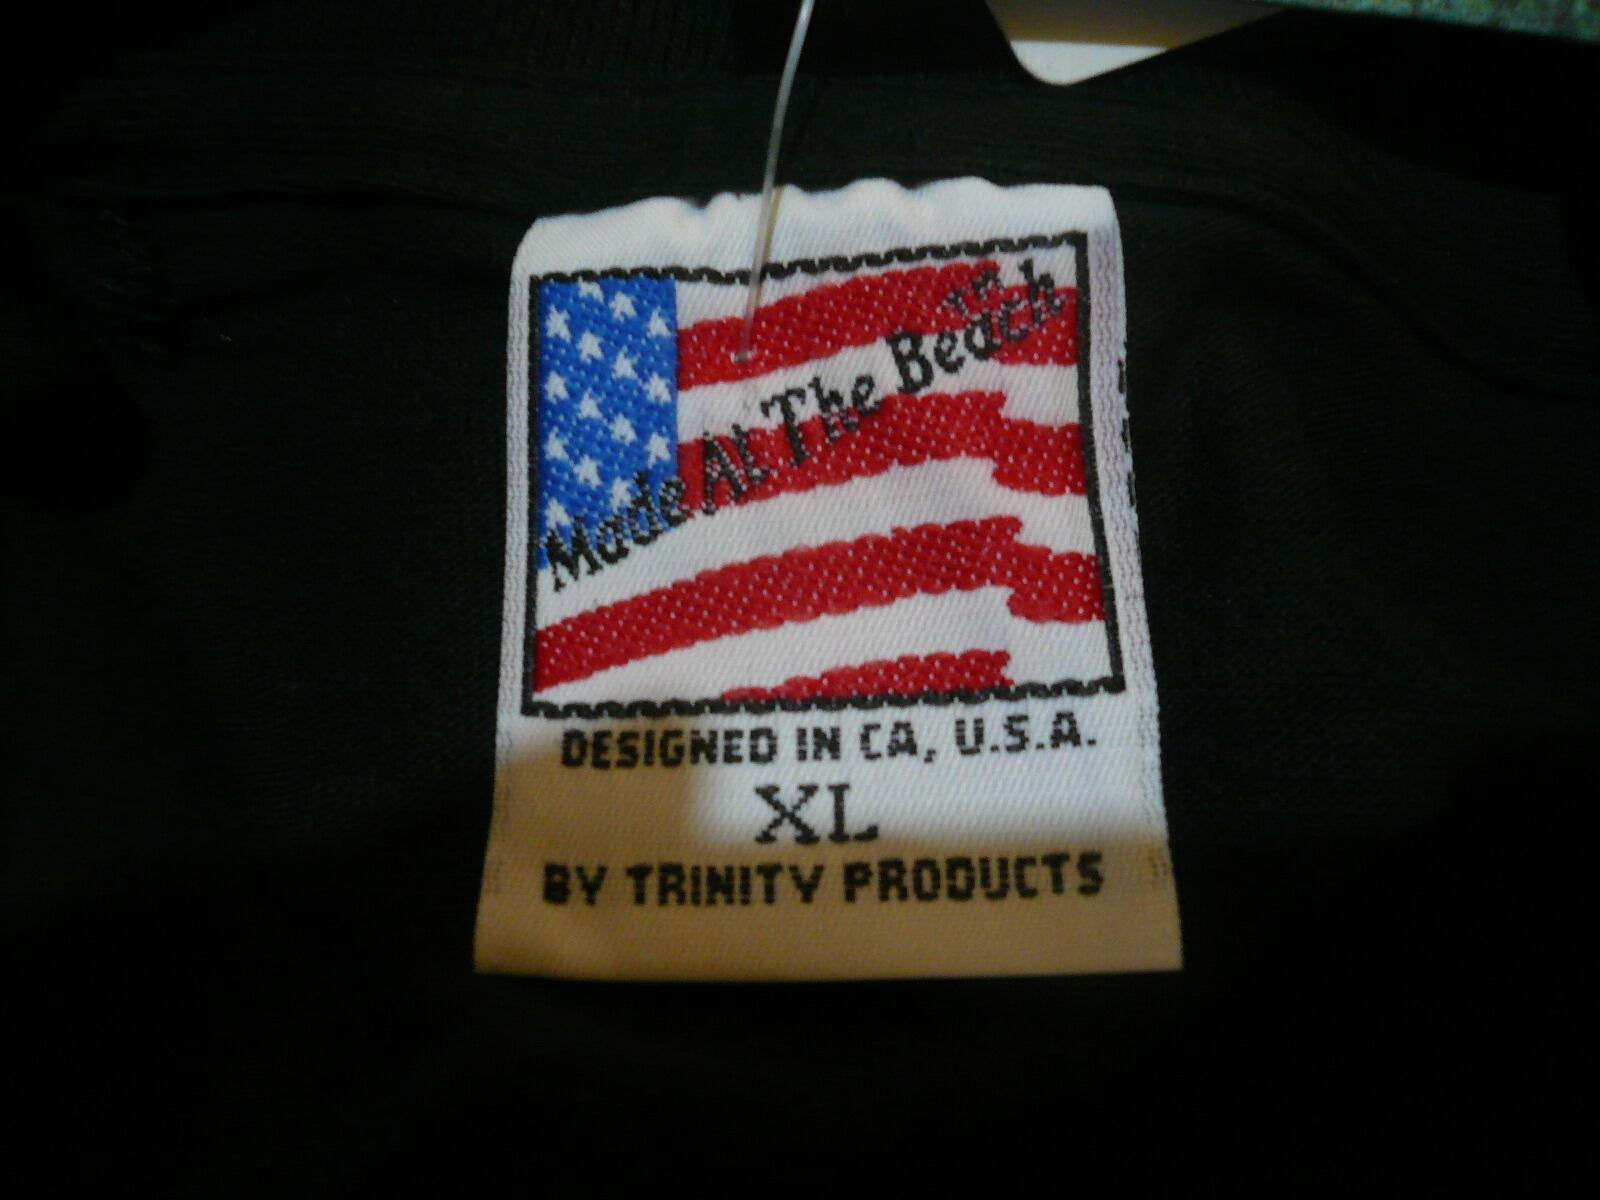 Made At The Beach
DESIGNED IN CA, U.S.A.
XL
BY TRINITY PRODUCTS